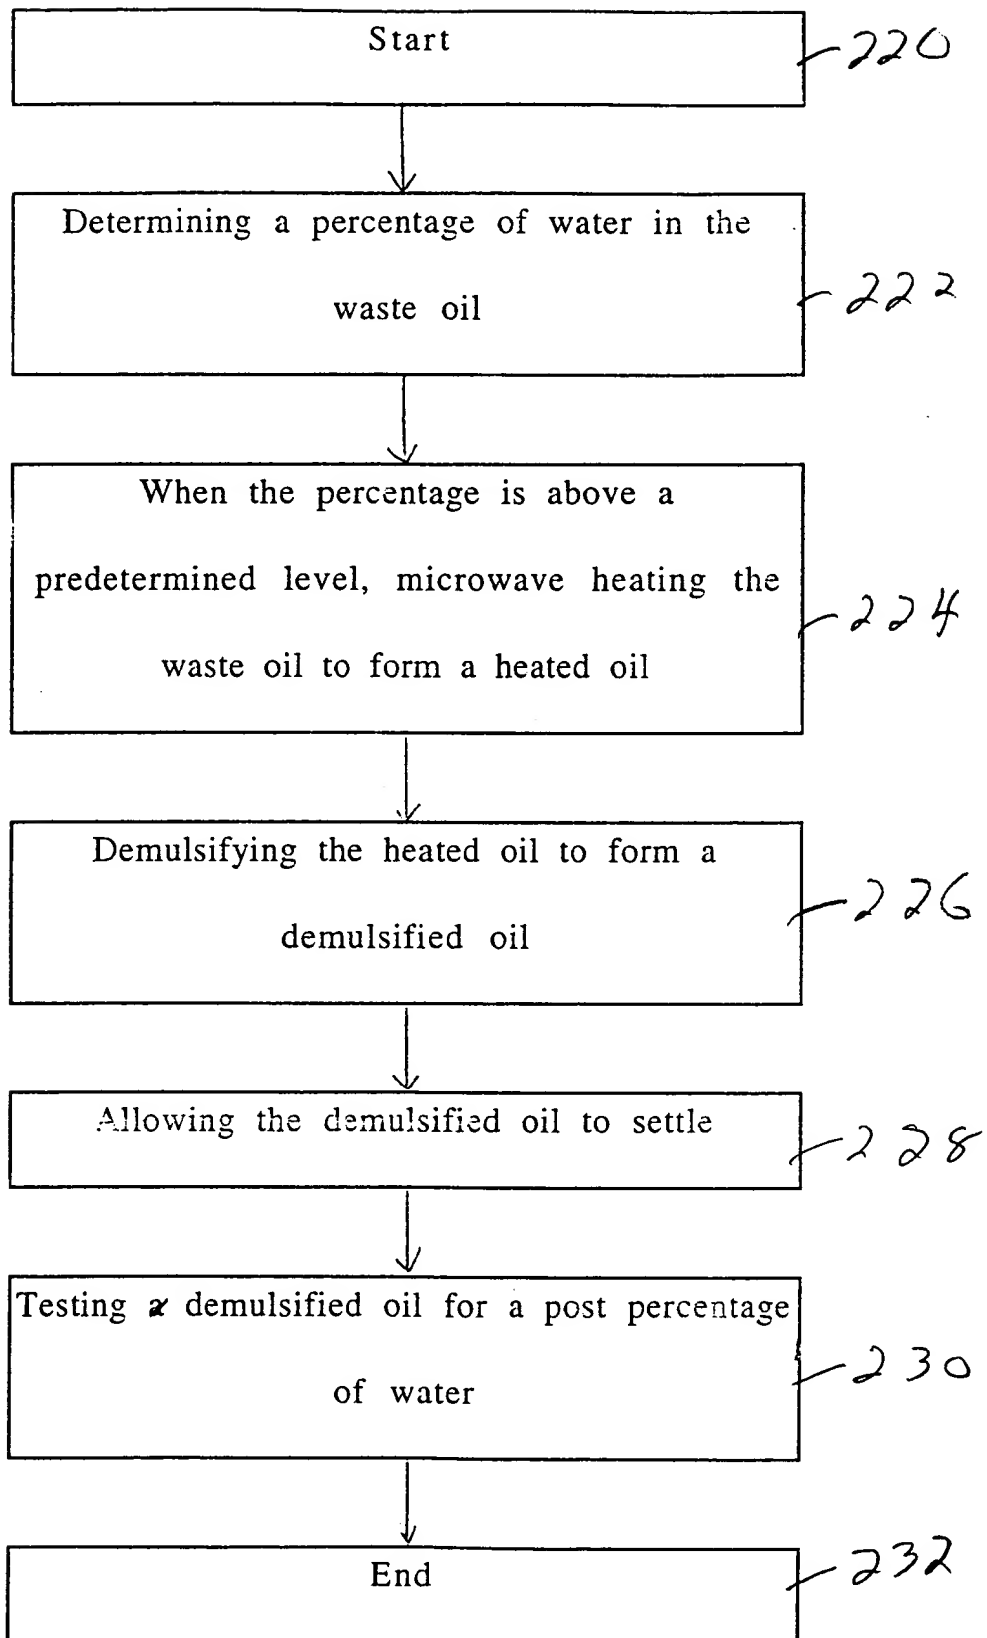 Start
220
Determining a percentage of water in the
waste oil
222
When the percentage is above a
predetermined level, microwave heating the
waste oil to form a heated oil
224
Demulsifying the heated oil to form a
demulsified oil
226
Allowing the demulsified oil to settle
228
Testing demulsified oil for a post percentage
of water
230
End
232